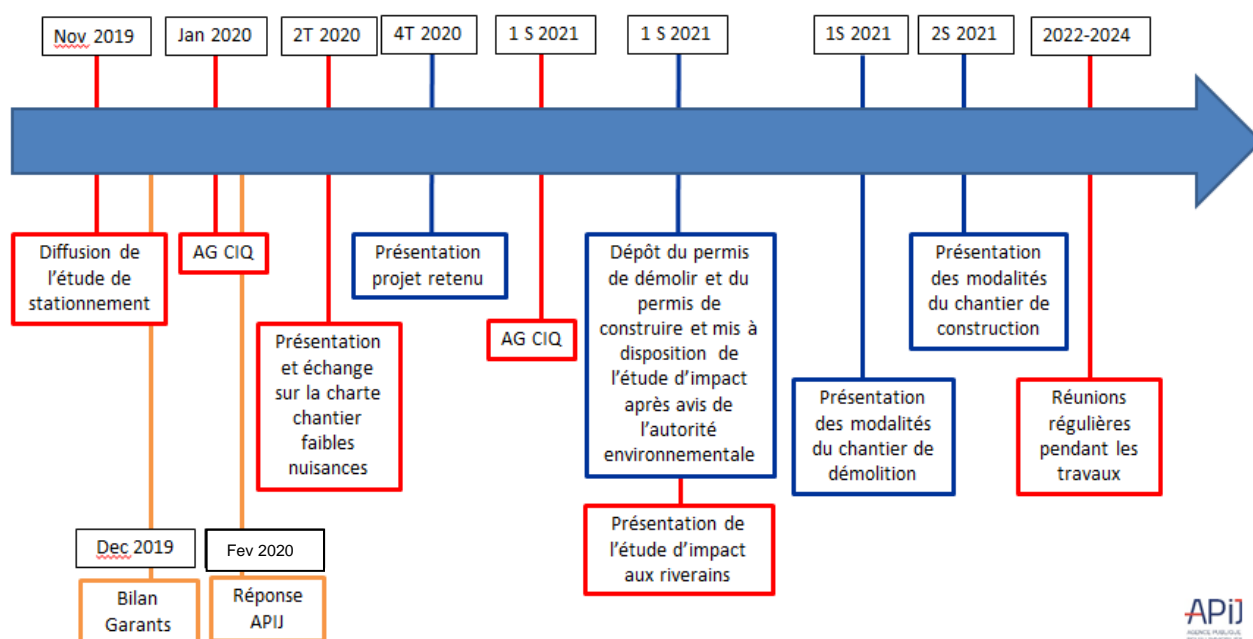 Nov 2019
Jan 2020
2T 2020
4T 2020
1 S 2021
1 S 2021
1S 2021
2S 2021
2022-2024
Diffusion de
l'étude de
stationnement
AG CIQ
Présentation
et échange
sur la charte
chantier
faibles
nuisances
Présentation
projet retenu
AG CIQ
Dépôt du permis
de démolir et du
permis de
construire et mis à
disposition de
l'étude d'impact
après avis de
l'autorité
environnementale
Présentation de
l'étude d'impact
aux riverains
Présentation
des modalités
du chantier de
démolition
Présentation
des modalités
du chantier de
construction
Réunions
régulières
pendant les
travaux
Dec 2019
Bilan
Garants
Fev 2020
Réponse
APIJ
APIJ
AGENCE PUBLIQUE